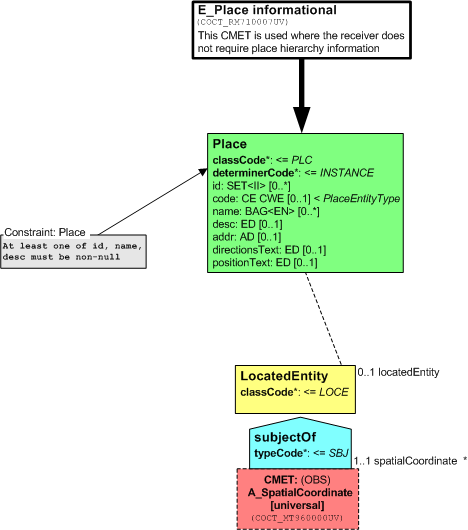 E_Place informational
(COCT_RM710007UV)
This CMET is used where the receiver does
not require place hierarchy information
Place
classCode*: <= PLC
determinerCode*: <= INSTANCE
id: SET<II> [0..*]
code: CE CWE [0..1] < PlaceEntityType
name: BAG<EN> [0..*]
desc: ED [0..1]
addr: AD [0..1]
directionsText: ED [0..1]
positionText: ED [0..1]
Constraint: Place
At least one of id, name,
desc must be non-null
0..1 locatedEntity
LocatedEntity
classCode*: <= LOCE
subjectOf
typeCode*: <= SBJ
1..1 spatialCoordinate *
CMET: (OBS)
A_SpatialCoordinate
[universal]
(COCT_MT960000UV)